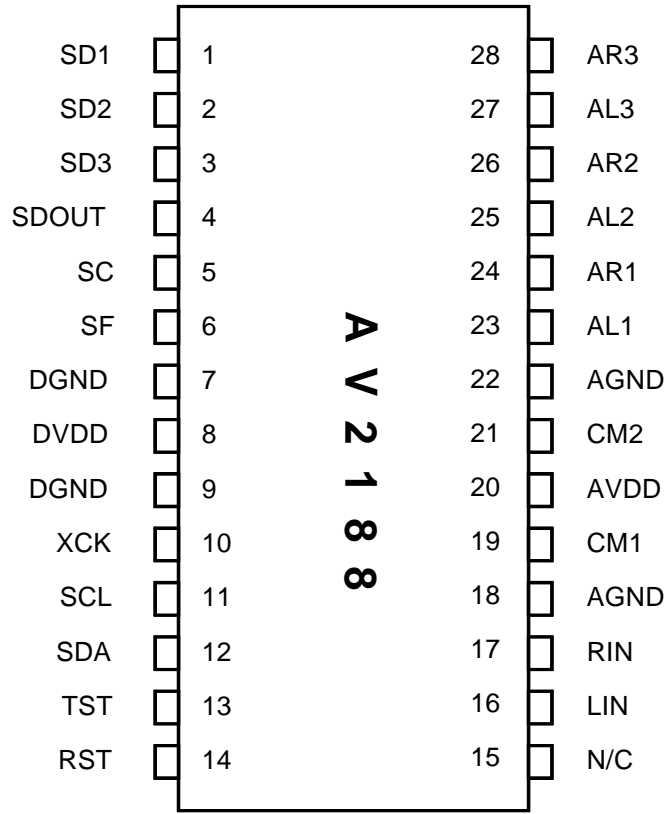 SD1 1 28 AR3
SD2 2 27 AL3
SD3 3 26 AR2
SDOUT 4 25 AL2
SC 5 24 AR1
SF 6 23 AL1
DGND 7 22 AGND
DVDD 8 21 CM2
DGND 9 20 AVDD
XCK 10 19 CM1
SCL 11 18 AGND
SDA 12 17 RIN
TST 13 16 LIN
RST 14 15 N/C
AV2188